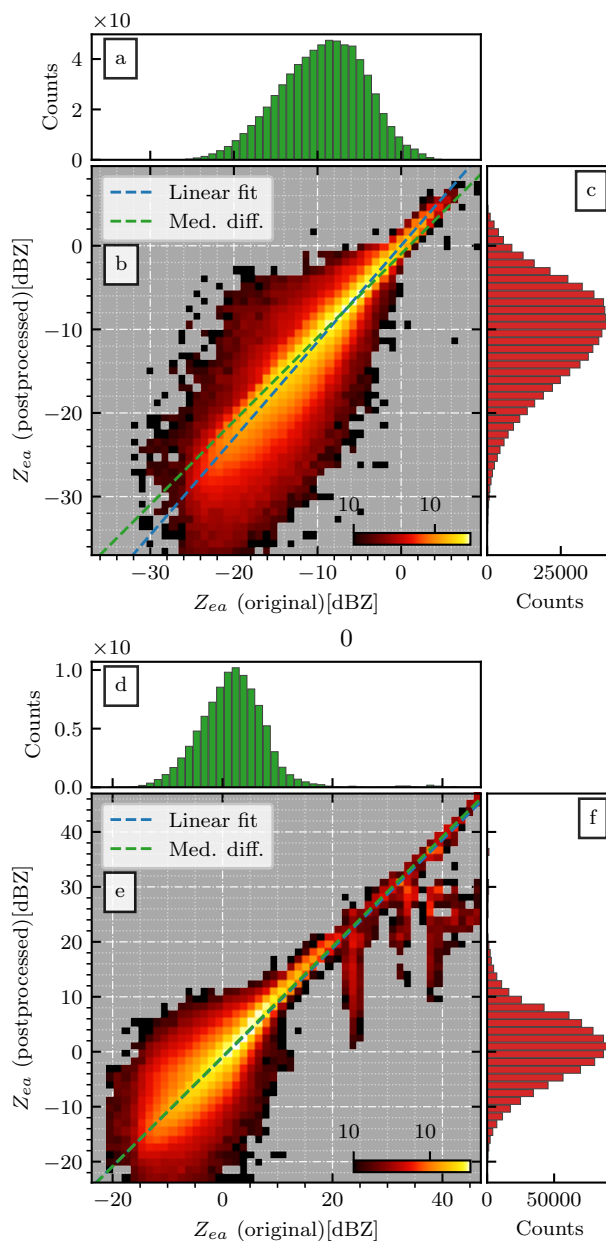 ×10
a
Counts
4
2
0
Linear fit
Med. diff.
c
b
0
−10
−20
−30
Z_ea (postprocessed)[dBZ]
10 10
−30 −20 −10 0
Z_ea (original)[dBZ]
0 25000
Counts
0
×10
d
Counts
1.0
0.5
0.0
Linear fit
Med. diff.
f
e
40
30
20
10
0
−10
−20
Z_ea (postprocessed)[dBZ]
10 10
−20 0 20 40
Z_ea (original)[dBZ]
0 50000
Counts